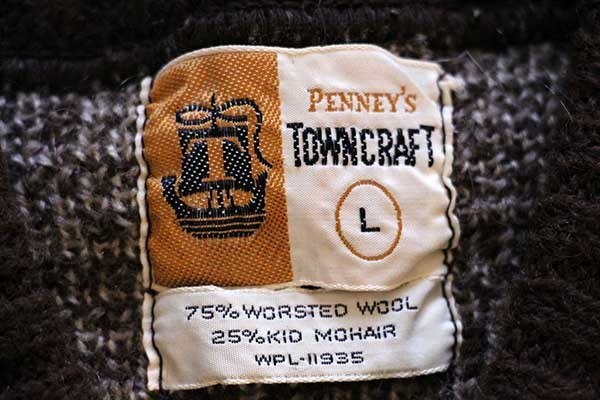 PENNEY'S
TOWNCRAFT
L
75% WORSTED WOOL
25% KID MOHAIR
WPL-11935